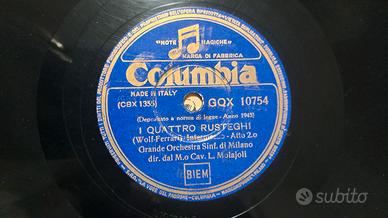 "NOTE MAGICHE"
MARCA DI FABBRICA
Columbia
MADE IN ITALY
(CBX 1355) GQX 10754
(Depositato a norma di legge - Anno 1943)
I QUATTRO RUSTEGHI
(Wolf-Ferrari) Intermezzo - Atto 2.o
Grande Orchestra Sinf. di Milano
dir. dal M.o Cav. L. Molajoli
BIEM
subito